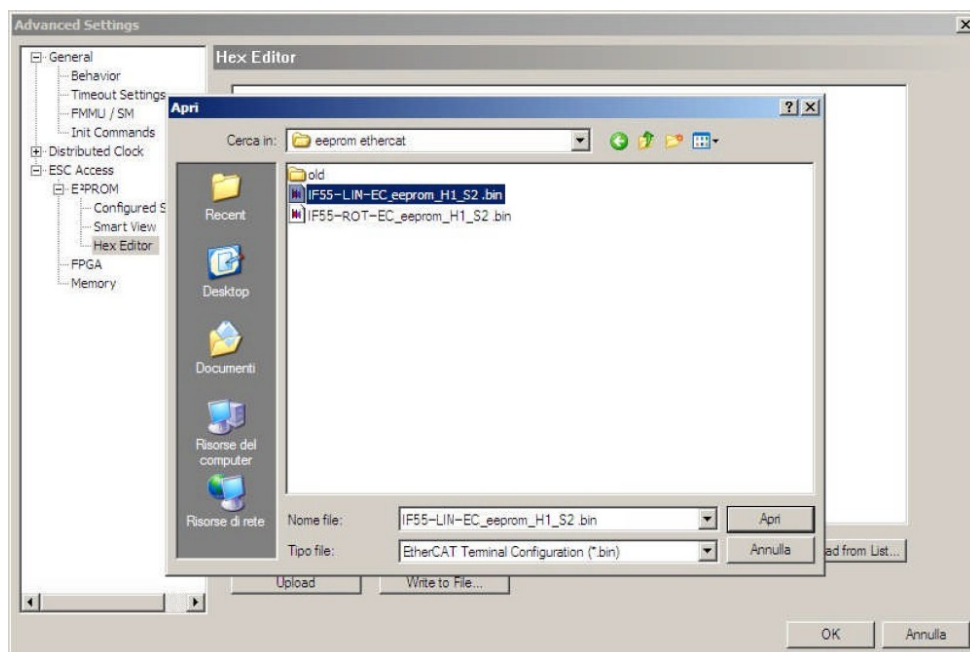 Advanced Settings
General
Behavior
Timeout Settings
FMMU / SM
Init Commands
Distributed Clock
ESC Access
E²PROM
Configured S
Smart View
Hex Editor
FPGA
Memory
Hex Editor
Apri
Cerca in:
eeprom ethercat
old
IF55-LIN-EC_eeprom_H1_S2 .bin
IF55-ROT-EC_eeprom_H1_S2 .bin
Recent
Desktop
Documenti
Risorse del
computer
Risorse di rete
Nome file:
IF55-LIN-EC_eeprom_H1_S2 .bin
Apri
Tipo file:
EtherCAT Terminal Configuration (*.bin)
Annulla
ad from List...
Upload
Write to File...
OK
Annulla